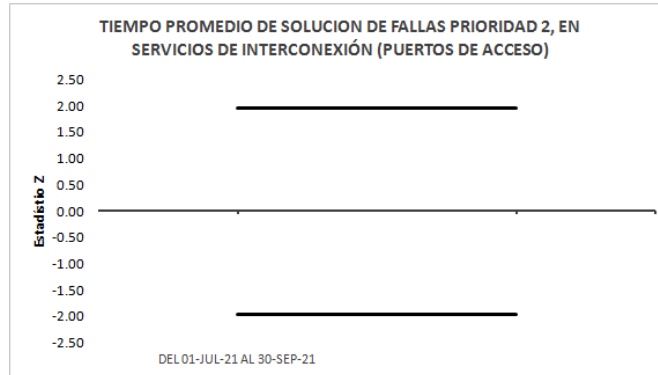 TIEMPO PROMEDIO DE SOLUCION DE FALLAS PRIORIDAD 2, EN
SERVICIOS DE INTERCONEXIÓN (PUERTOS DE ACCESO)
2.50
2.00
1.50
1.00
0.50
0.00
-0.50
-1.00
-1.50
-2.00
-2.50
Estadístio Z
DEL 01-JUL-21 AL 30-SEP-21